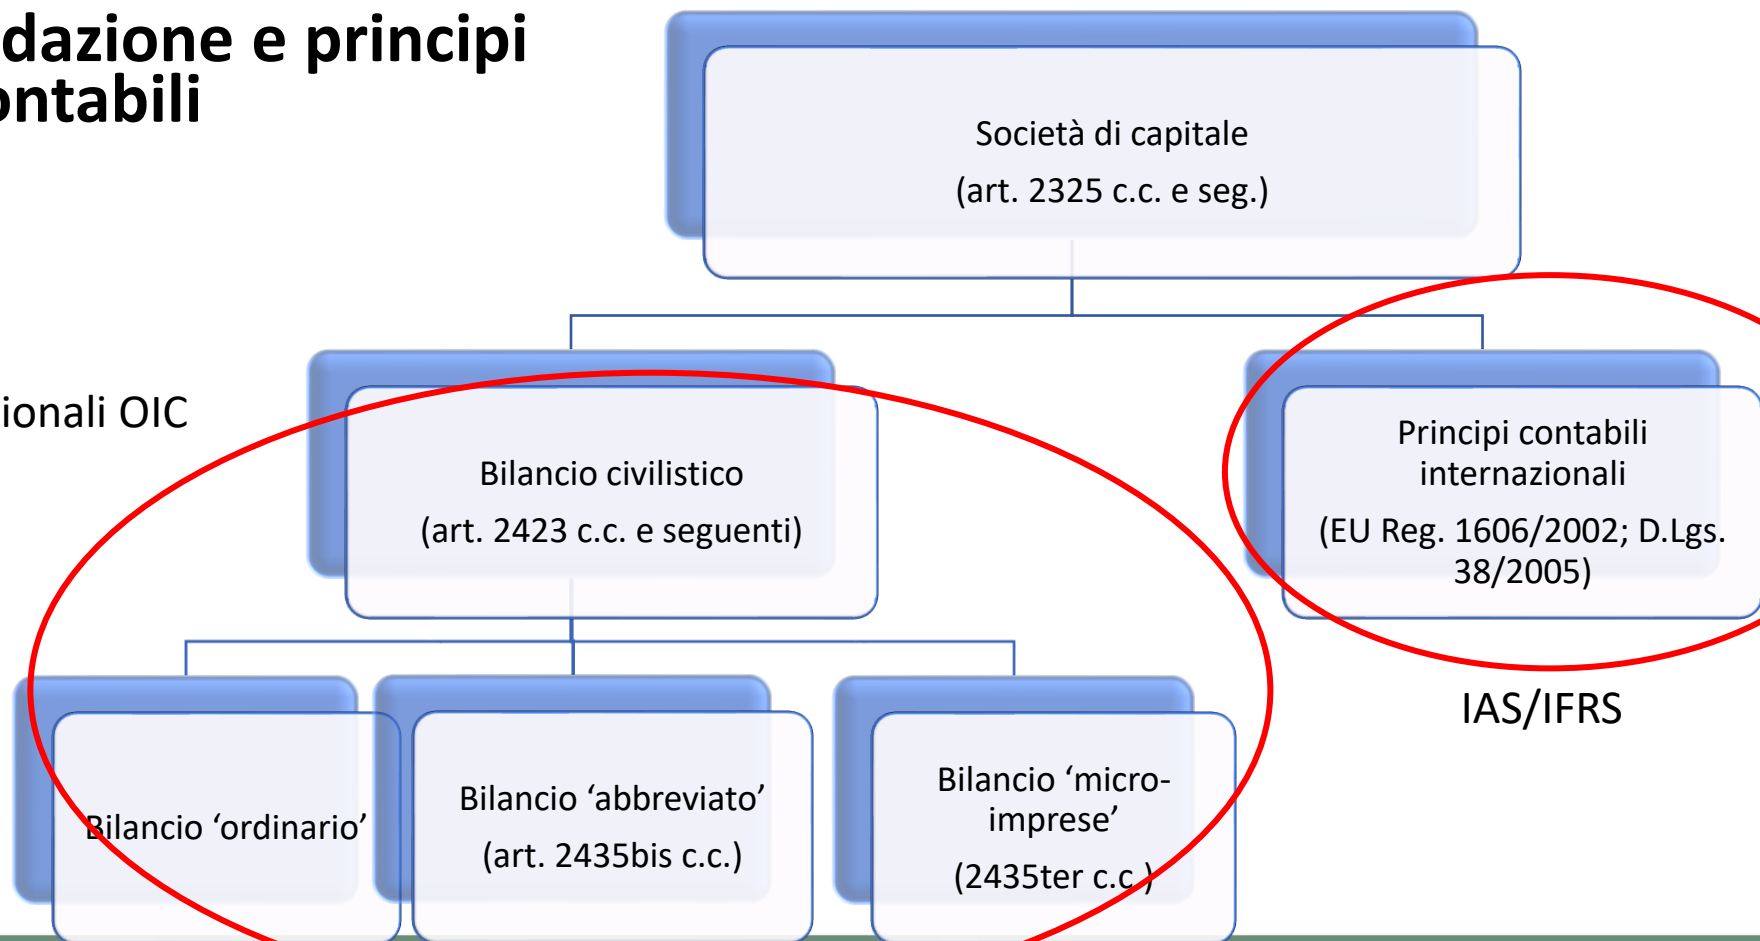 dazione e principi
ontabili
Società di capitale
(art. 2325 c.c. e seg.)
ionali OIC
Bilancio civilistico
(art. 2423 c.c. e seguenti)
Principi contabili
internazionali
(EU Reg. 1606/2002; D.Lgs.
38/2005)
IAS/IFRS
Bilancio ‘ordinario’
Bilancio ‘abbreviato’
(art. 2435bis c.c.)
Bilancio ‘micro-
imprese’
(2435ter c.c.)